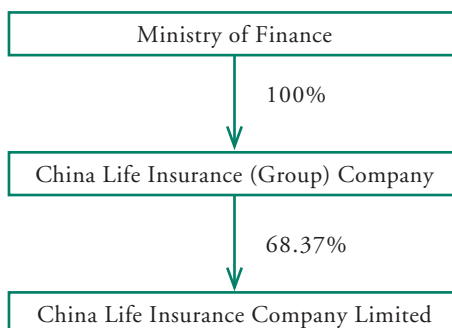 Ministry of Finance
100%
China Life Insurance (Group) Company
68.37%
China Life Insurance Company Limited